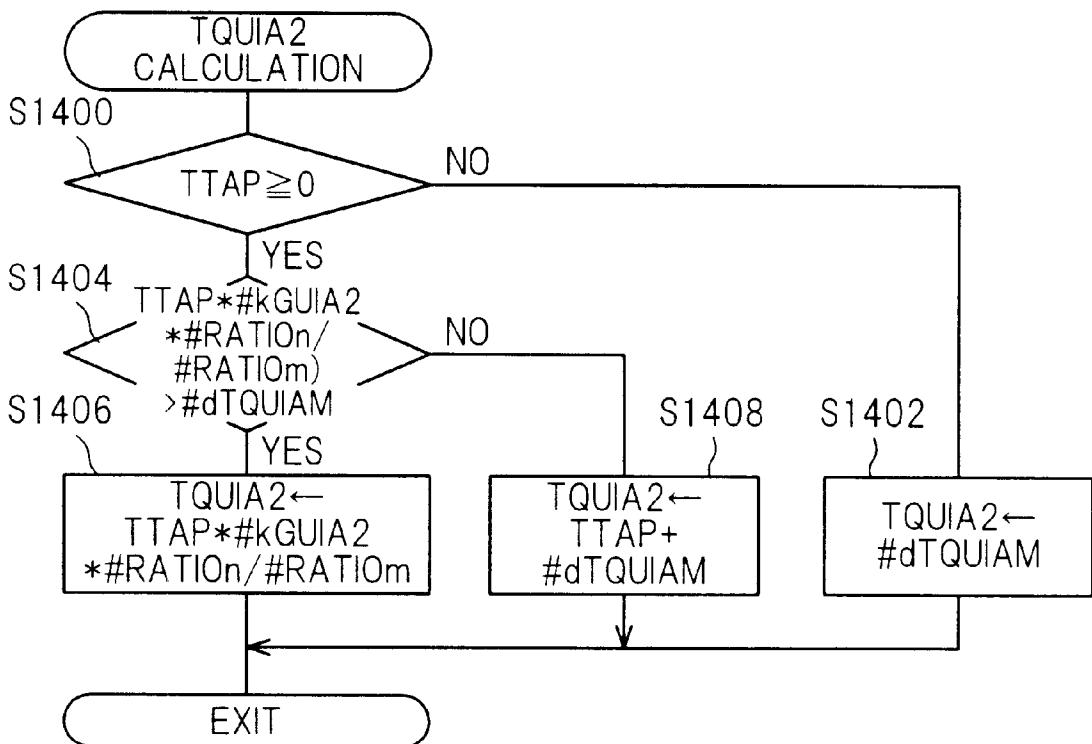 TQUIA2
CALCULATION
S1400
TTAP≧0
NO
YES
S1404
TTAP*#kGUIA2
*#RATIOn/
#RATIOm)
>#dTQUIAM
NO
YES
S1406
TQUIA2←
TTAP*#kGUIA2
*#RATIOn/#RATIOm
S1408
TQUIA2←
TTAP+
#dTQUIAM
S1402
TQUIA2←
#dTQUIAM
EXIT